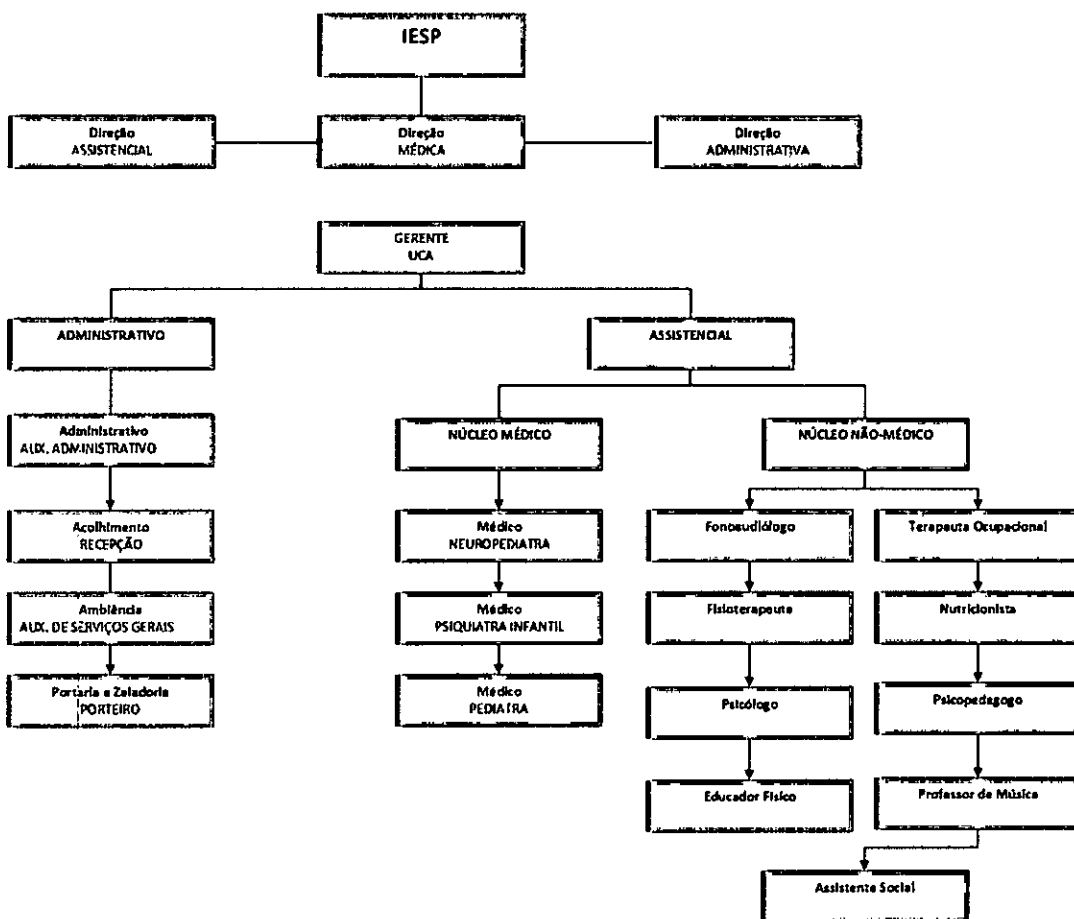 IESP
Direção
ASSISTENCIAL
Direção
MÉDICA
Direção
ADMINISTRATIVA
GERENTE
UCA
ADMINISTRATIVO
ASSISTENCIAL
Administrativo
AUX. ADMINISTRATIVO
NÚCLEO MÉDICO
NÚCLEO NÃO-MÉDICO
Acolhimento
RECEPÇÃO
Médico
NEUROPEDIATRA
Fonoaudiólogo
Terapeuta Ocupacional
Ambiência
AUX. DE SERVIÇOS GERAIS
Médico
PSIQUIATRA INFANTIL
Fisioterapeuta
Nutricionista
Portaria e Zeladoria
PORTEIRO
Médico
PEDIATRA
Psicólogo
Psicopedagogo
Educador Físico
Professor de Música
Assistente Social